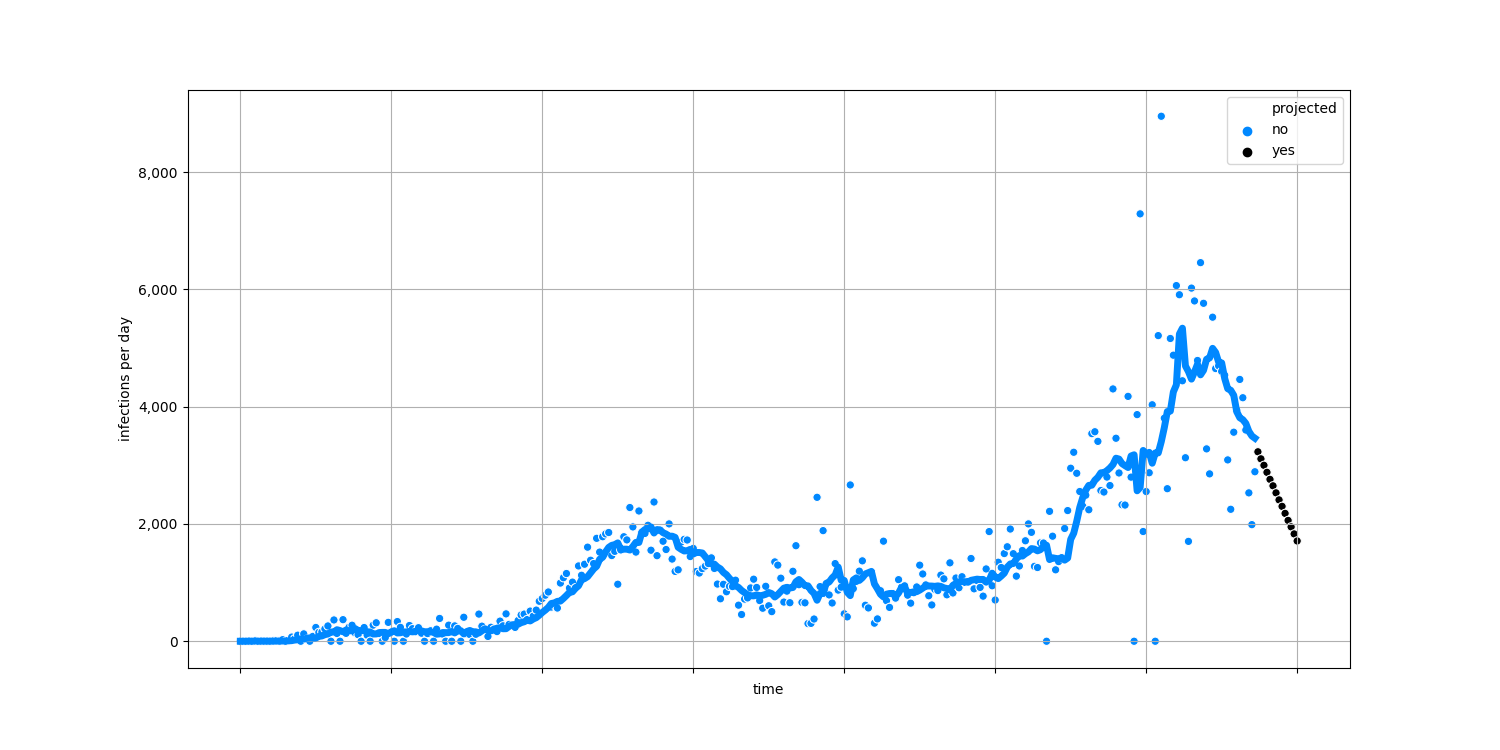 projected
no
yes
8,000
6,000
4,000
2,000
0
infections per day
time